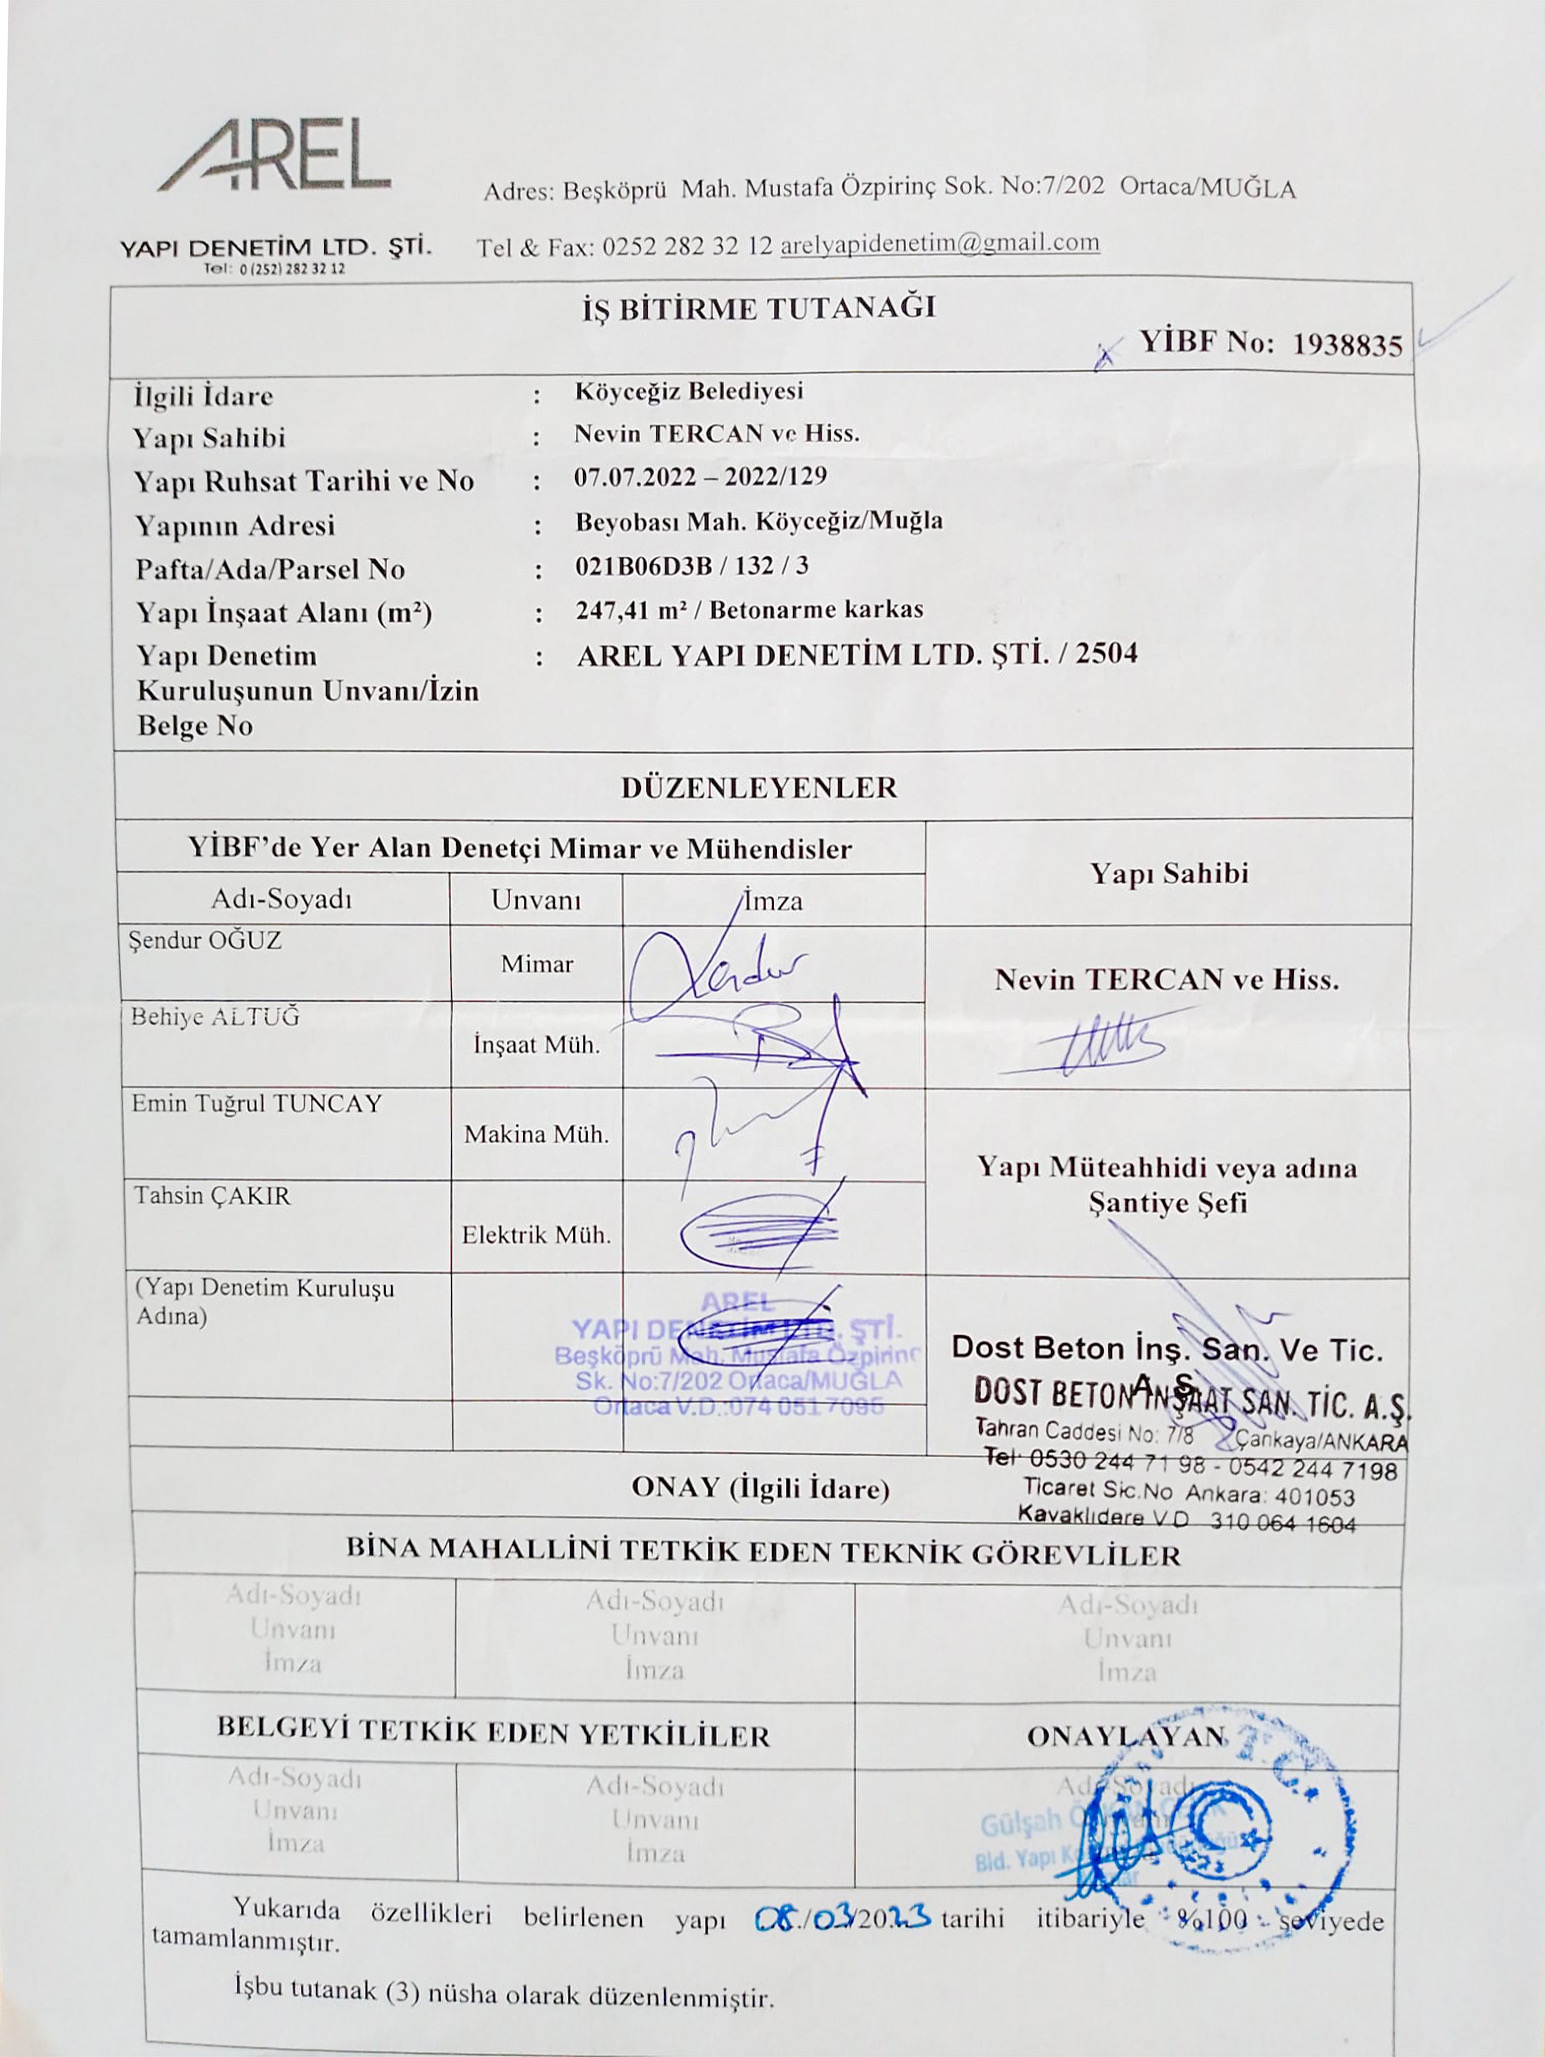 AREL
YAPI DENETİM LTD. ŞTİ.
Tel: 0 (252) 282 32 12
Adres: Beşköprü Mah. Mustafa Özpirinç Sok. No:7/202 Ortaca/MUĞLA
Tel & Fax: 0252 282 32 12 arelyapidenetim@gmail.com
İŞ BİTİRME TUTANAĞI
YİBF No: 1938835
İlgili İdare : Köyceğiz Belediyesi
Yapı Sahibi : Nevin TERCAN ve Hiss.
Yapı Ruhsat Tarihi ve No : 07.07.2022 – 2022/129
Yapının Adresi : Beyobası Mah. Köyceğiz/Muğla
Pafta/Ada/Parsel No : 021B06D3B / 132 / 3
Yapı İnşaat Alanı (m²) : 247,41 m² / Betonarme karkas
Yapı Denetim : AREL YAPI DENETİM LTD. ŞTİ. / 2504
Kuruluşunun Unvanı/İzin
Belge No
DÜZENLEYENLER
YİBF’de Yer Alan Denetçi Mimar ve Mühendisler
Yapı Sahibi
Adı-Soyadı Unvanı İmza
Şendur OĞUZ Mimar
Nevin TERCAN ve Hiss.
Behiye ALTUĞ İnşaat Müh.
Emin Tuğrul TUNCAY Makina Müh.
Yapı Müteahhidi veya adına
Şantiye Şefi
Tahsin ÇAKIR Elektrik Müh.
(Yapı Denetim Kuruluşu
Adına)
AREL
YAPI DENETİM LTD. ŞTİ.
Beşköprü Mah. Mustafa Özpirinç
Sk. No:7/202 Ortaca/MUĞLA
Ortaca V.D.:074 051 7095
Dost Beton İnş. San. Ve Tic.
A.Ş.
DOST BETON İNŞAAT SAN. TİC. A.Ş.
Tahran Caddesi No: 7/8 Çankaya/ANKARA
Tel: 0530 244 71 98 - 0542 244 7198
Ticaret Sic.No Ankara: 401053
Kavaklıdere V.D 310 064 1604
ONAY (İlgili İdare)
BİNA MAHALLİNİ TETKİK EDEN TEKNİK GÖREVLİLER
Adı-Soyadı Adı-Soyadı Adı-Soyadı
Unvanı Unvanı Unvanı
İmza İmza İmza
BELGEYİ TETKİK EDEN YETKİLİLER ONAYLAYAN
Adı-Soyadı Adı-Soyadı Adı-Soyadı
Unvanı Unvanı
İmza İmza
T.C.
Gülşah
Bld. Yapı
Yukarıda özellikleri belirlenen yapı 08./03/2023 tarihi itibariyle %100 seviyede
tamamlanmıştır.
İşbu tutanak (3) nüsha olarak düzenlenmiştir.